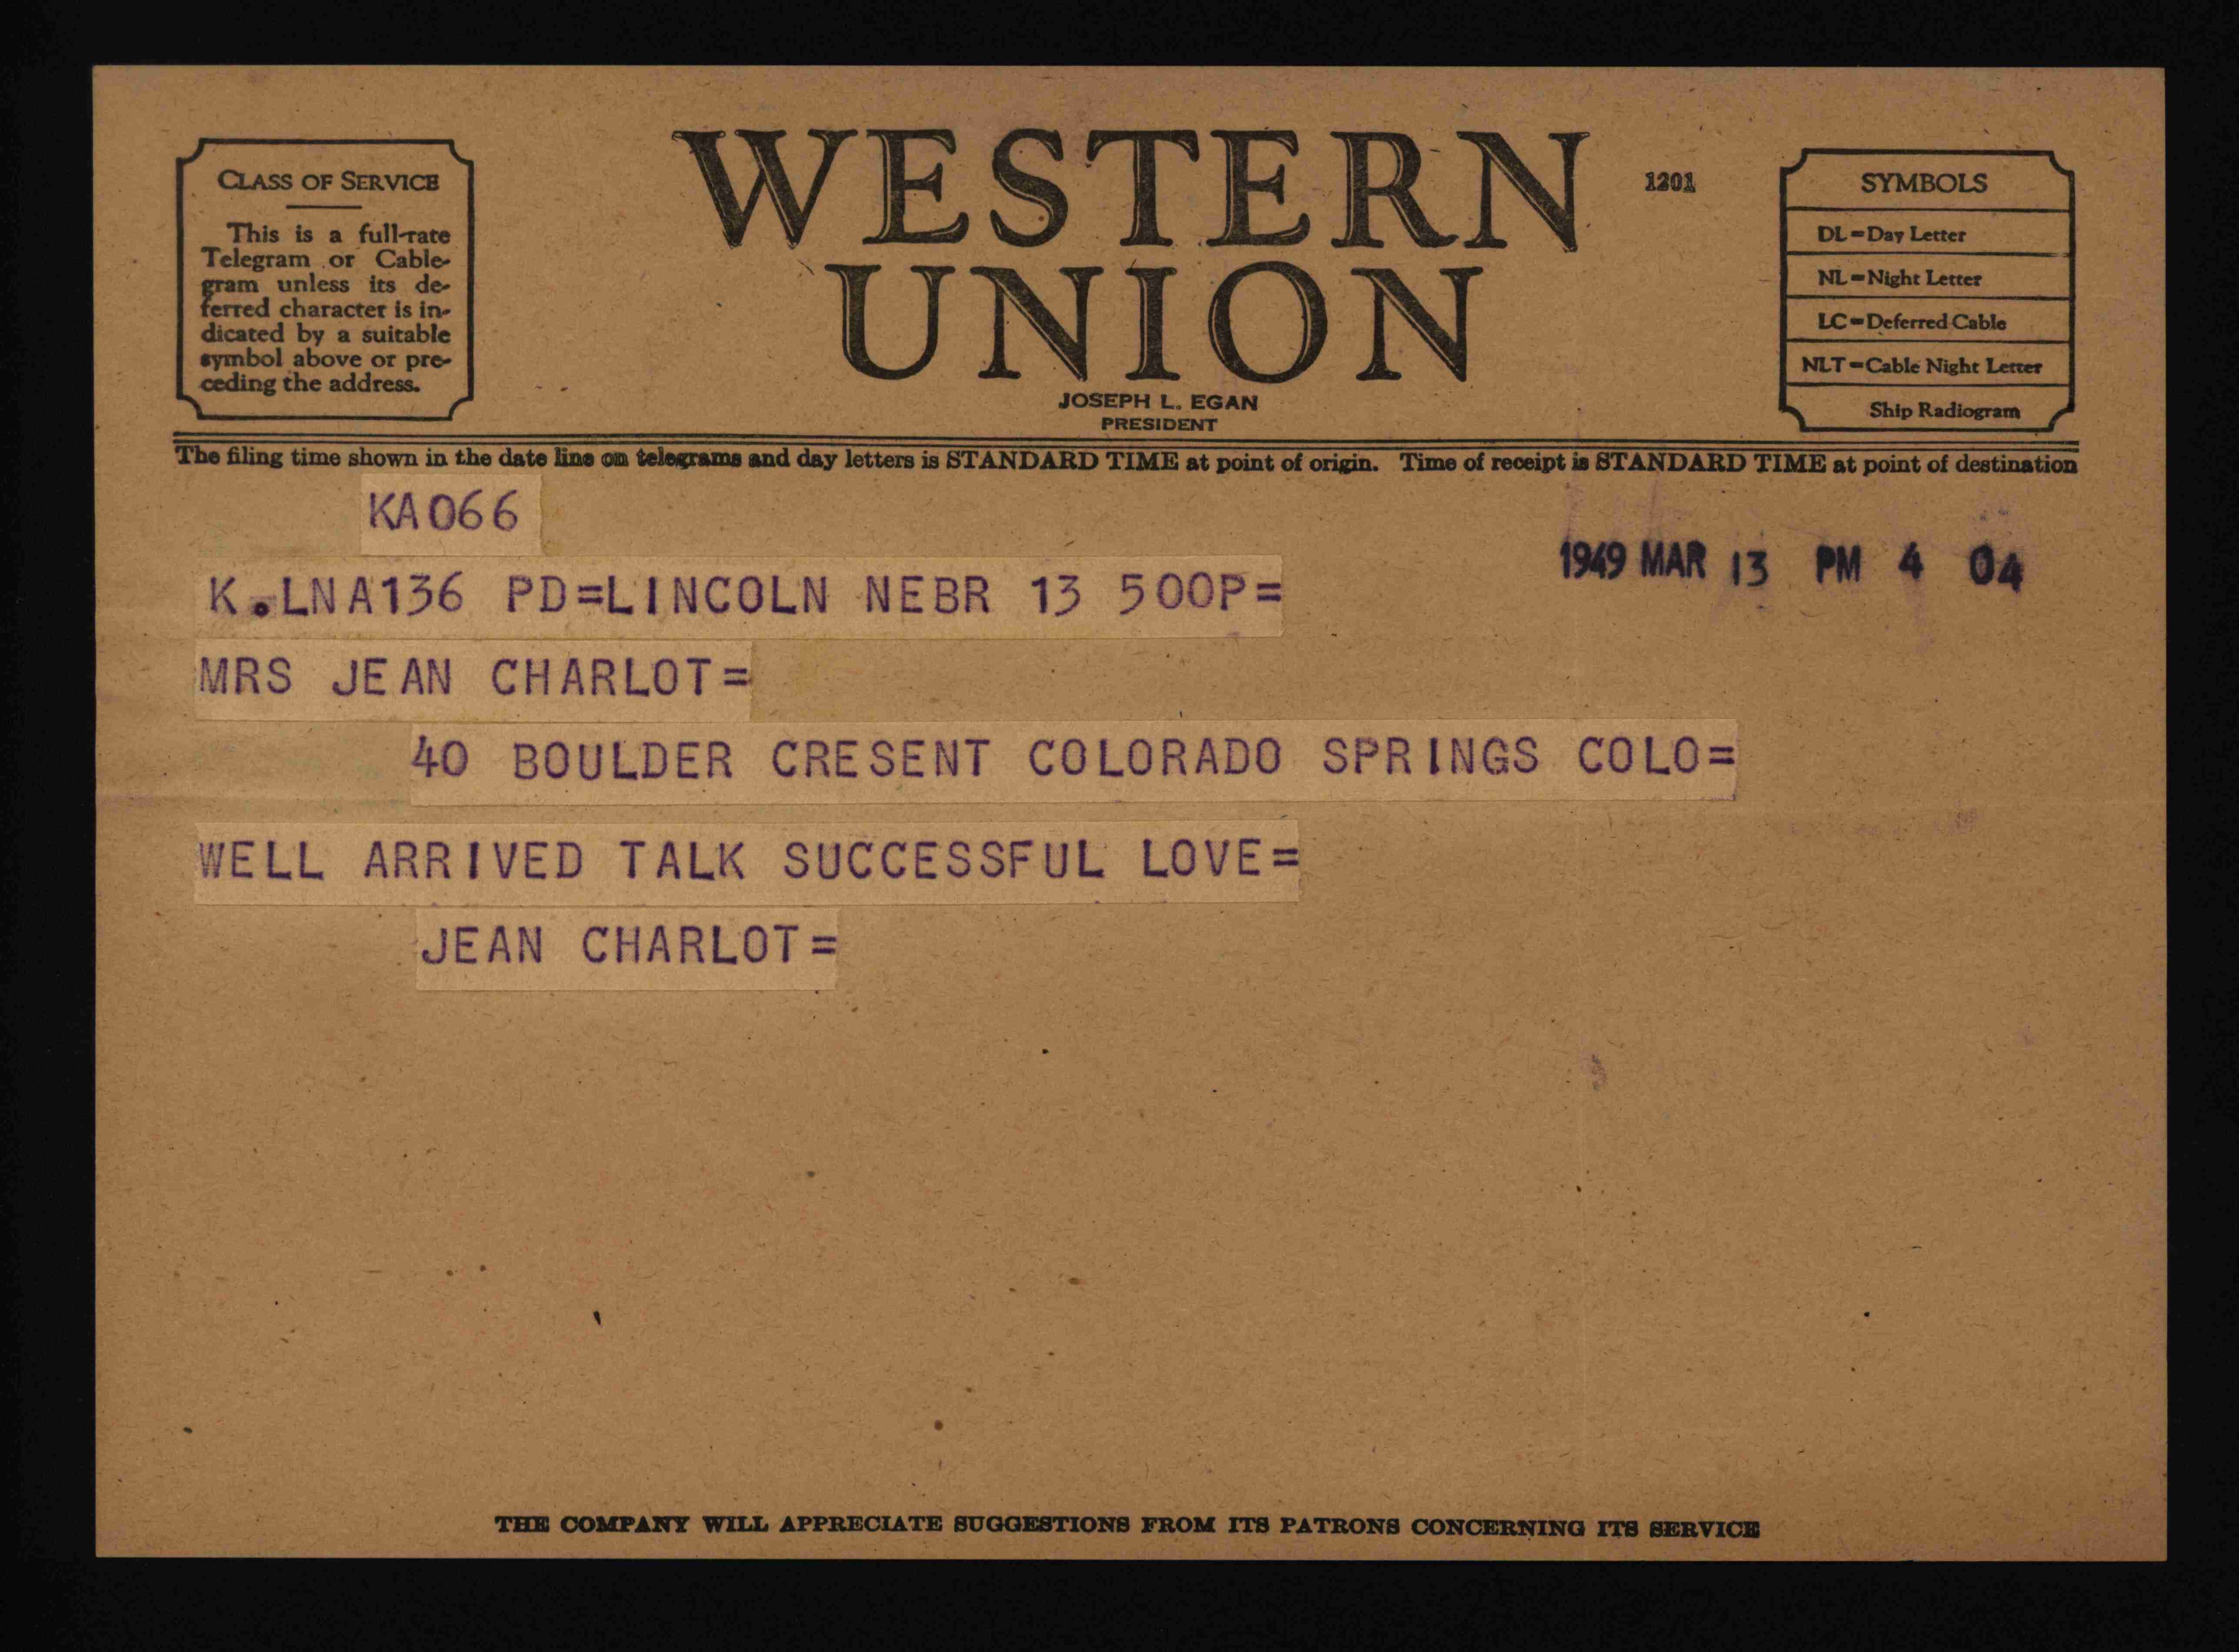 CLASS OF SERVICE
This is a full-rate
Telegram or Cable-
gram unless its de-
ferred character is in-
dicated by a suitable
symbol above or pre-
ceding the address.
WESTERN
UNION
1201
JOSEPH L. EGAN
PRESIDENT
SYMBOLS
DL=Day Letter
NL=Night Letter
LC=Deferred Cable
NLT=Cable Night Letter
Ship Radiogram
The filing time shown in the date line on telegrams and day letters is STANDARD TIME at point of origin. Time of receipt is STANDARD TIME at point of destination
KA066
1949 MAR 13 PM 4 04
K.LNA136 PD=LINCOLN NEBR 13 500P=
MRS JEAN CHARLOT=
40 BOULDER CRESENT COLORADO SPRINGS COLO=
WELL ARRIVED TALK SUCCESSFUL LOVE=
JEAN CHARLOT=
THE COMPANY WILL APPRECIATE SUGGESTIONS FROM ITS PATRONS CONCERNING ITS SERVICE